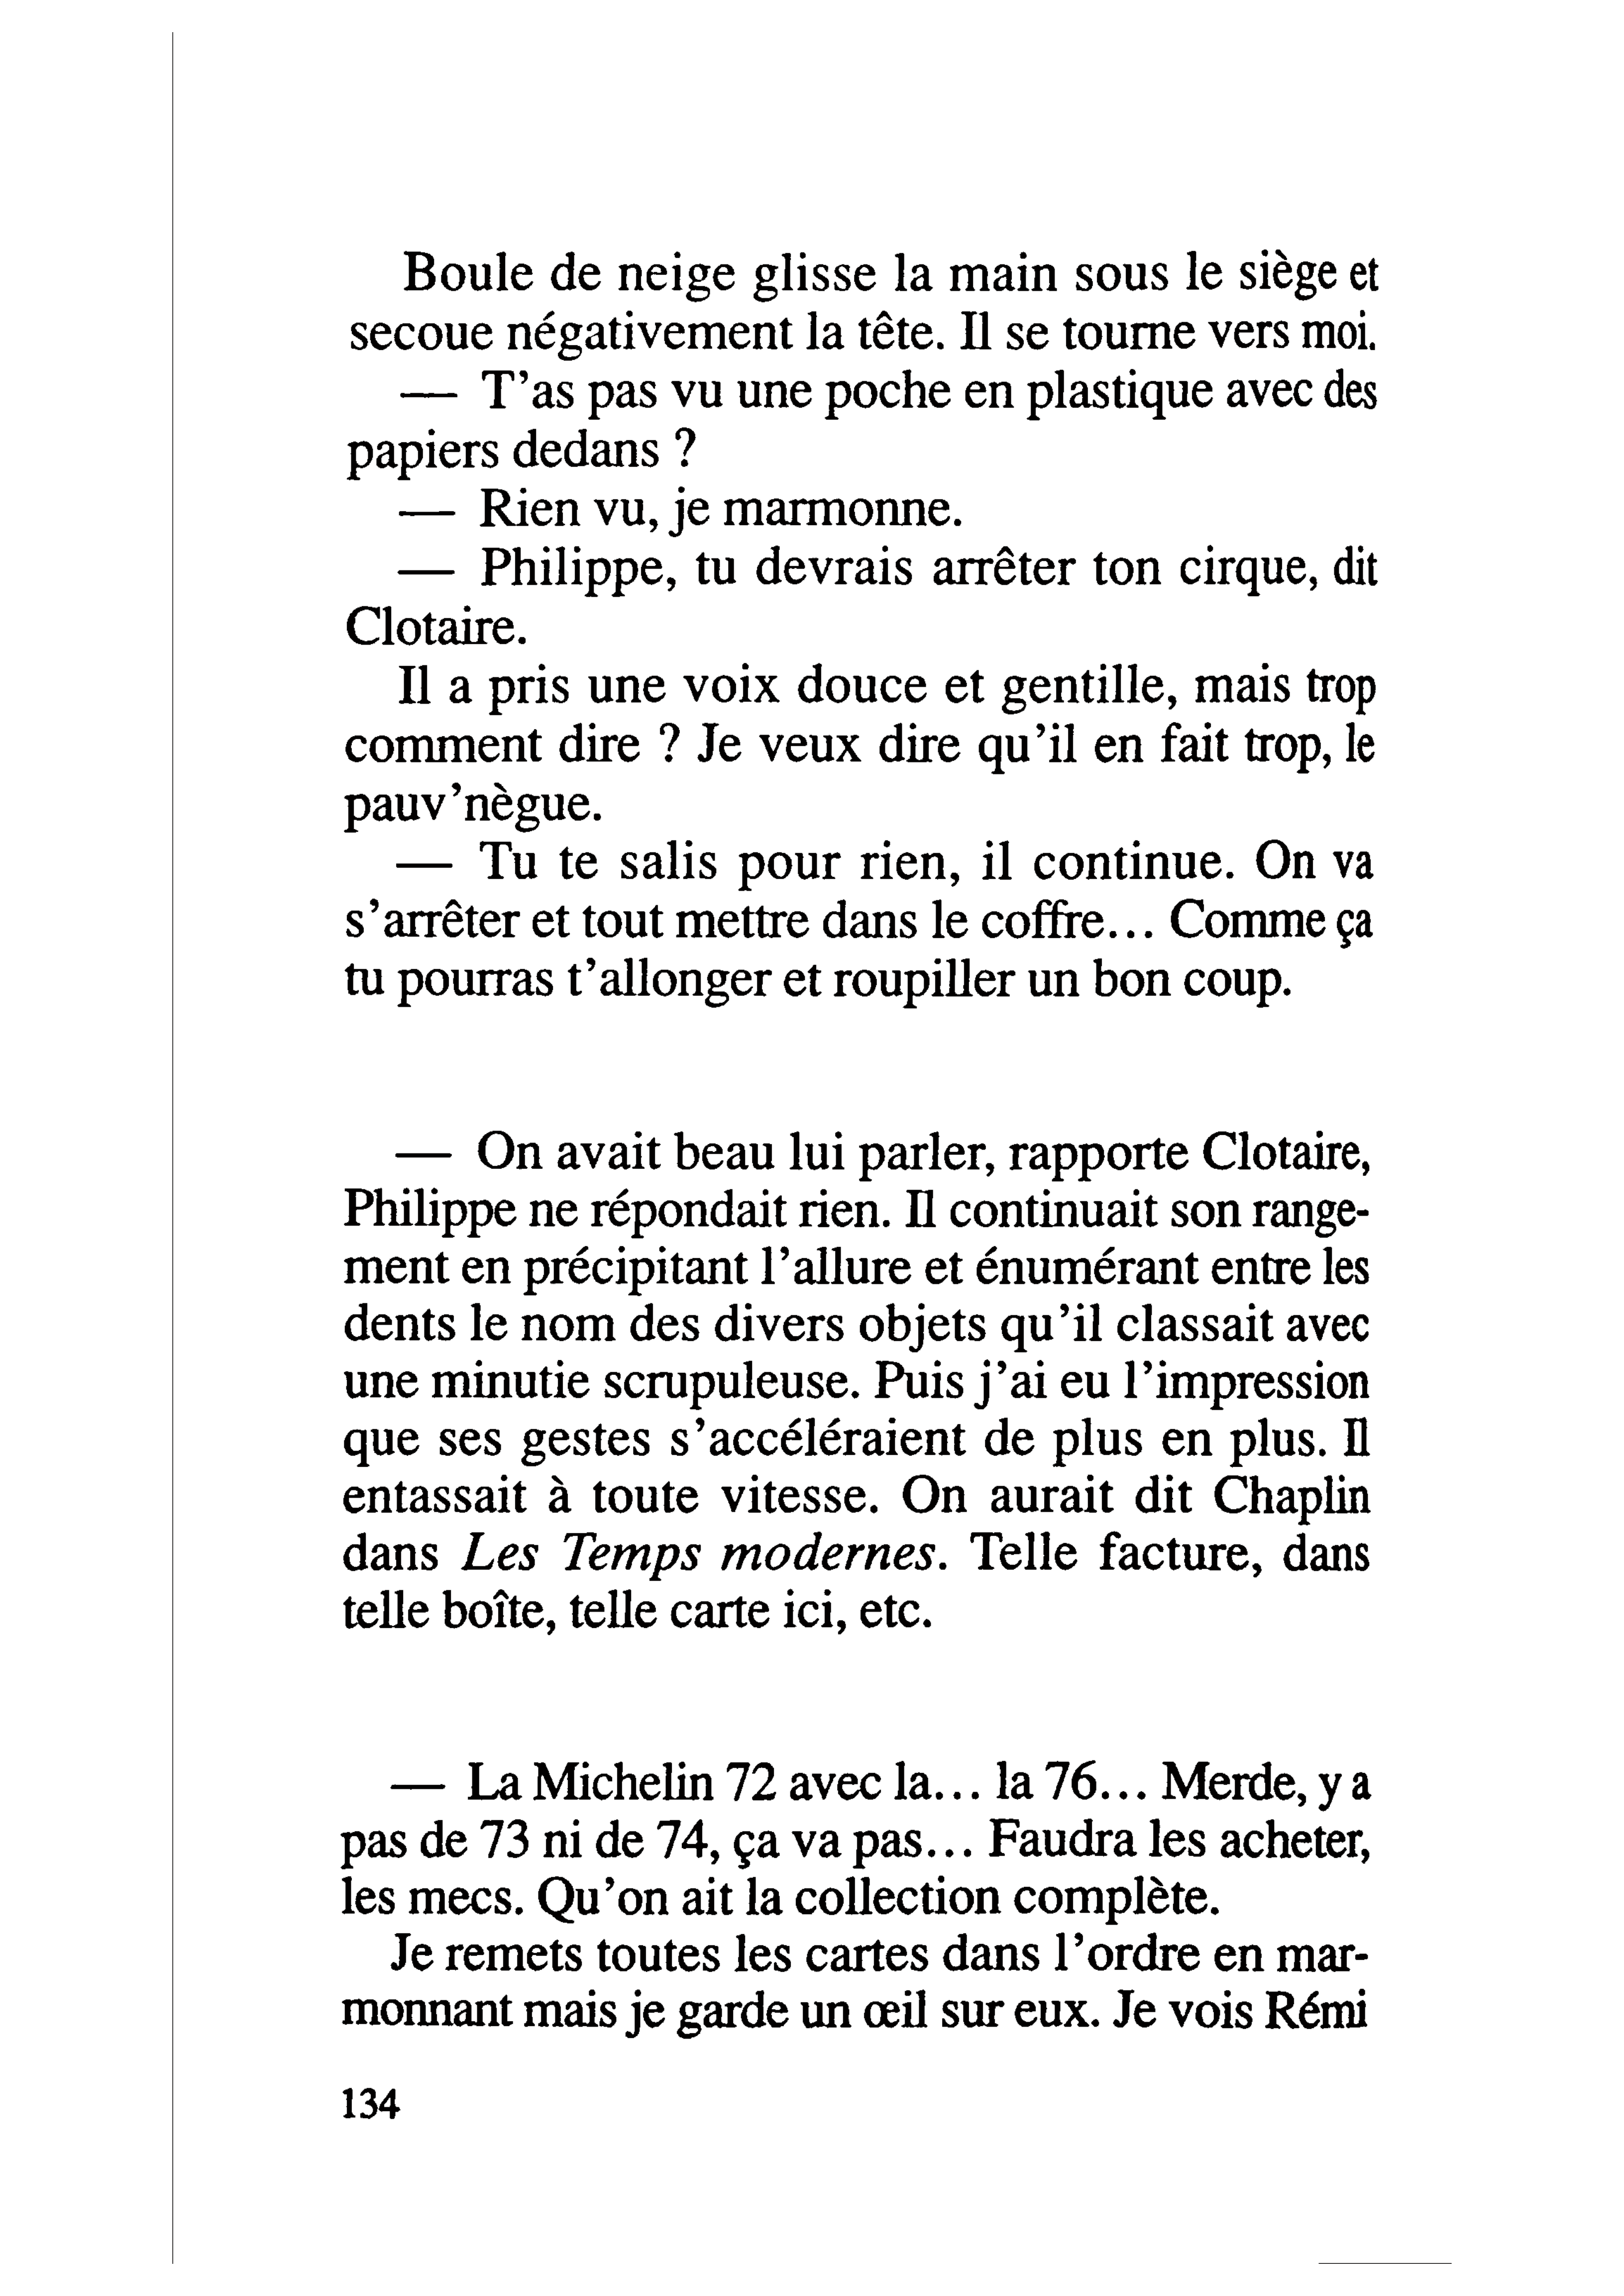 Boule de neige glisse la main sous le siège et
secoue négativement la tête. Il se tourne vers moi.
— T'as pas vu une poche en plastique avec des
papiers dedans ?
— Rien vu, je marmonne.
— Philippe, tu devrais arrêter ton cirque, dit
Clotaire.
Il a pris une voix douce et gentille, mais trop
comment dire ? Je veux dire qu'il en fait trop, le
pauv'nègue.
— Tu te salis pour rien, il continue. On va
s'arrêter et tout mettre dans le coffre... Comme ça
tu pourras t'allonger et roupiller un bon coup.
— On avait beau lui parler, rapporte Clotaire,
Philippe ne répondait rien. Il continuait son range-
ment en précipitant l'allure et énumérant entre les
dents le nom des divers objets qu'il classait avec
une minutie scrupuleuse. Puis j'ai eu l'impression
que ses gestes s'accéléraient de plus en plus. Il
entassait à toute vitesse. On aurait dit Chaplin
dans Les Temps modernes. Telle facture, dans
telle boîte, telle carte ici, etc.
— La Michelin 72 avec la... la 76... Merde, y a
pas de 73 ni de 74, ça va pas... Faudra les acheter,
les mecs. Qu'on ait la collection complète.
Je remets toutes les cartes dans l'ordre en mar-
monnant mais je garde un œil sur eux. Je vois Rémi
134